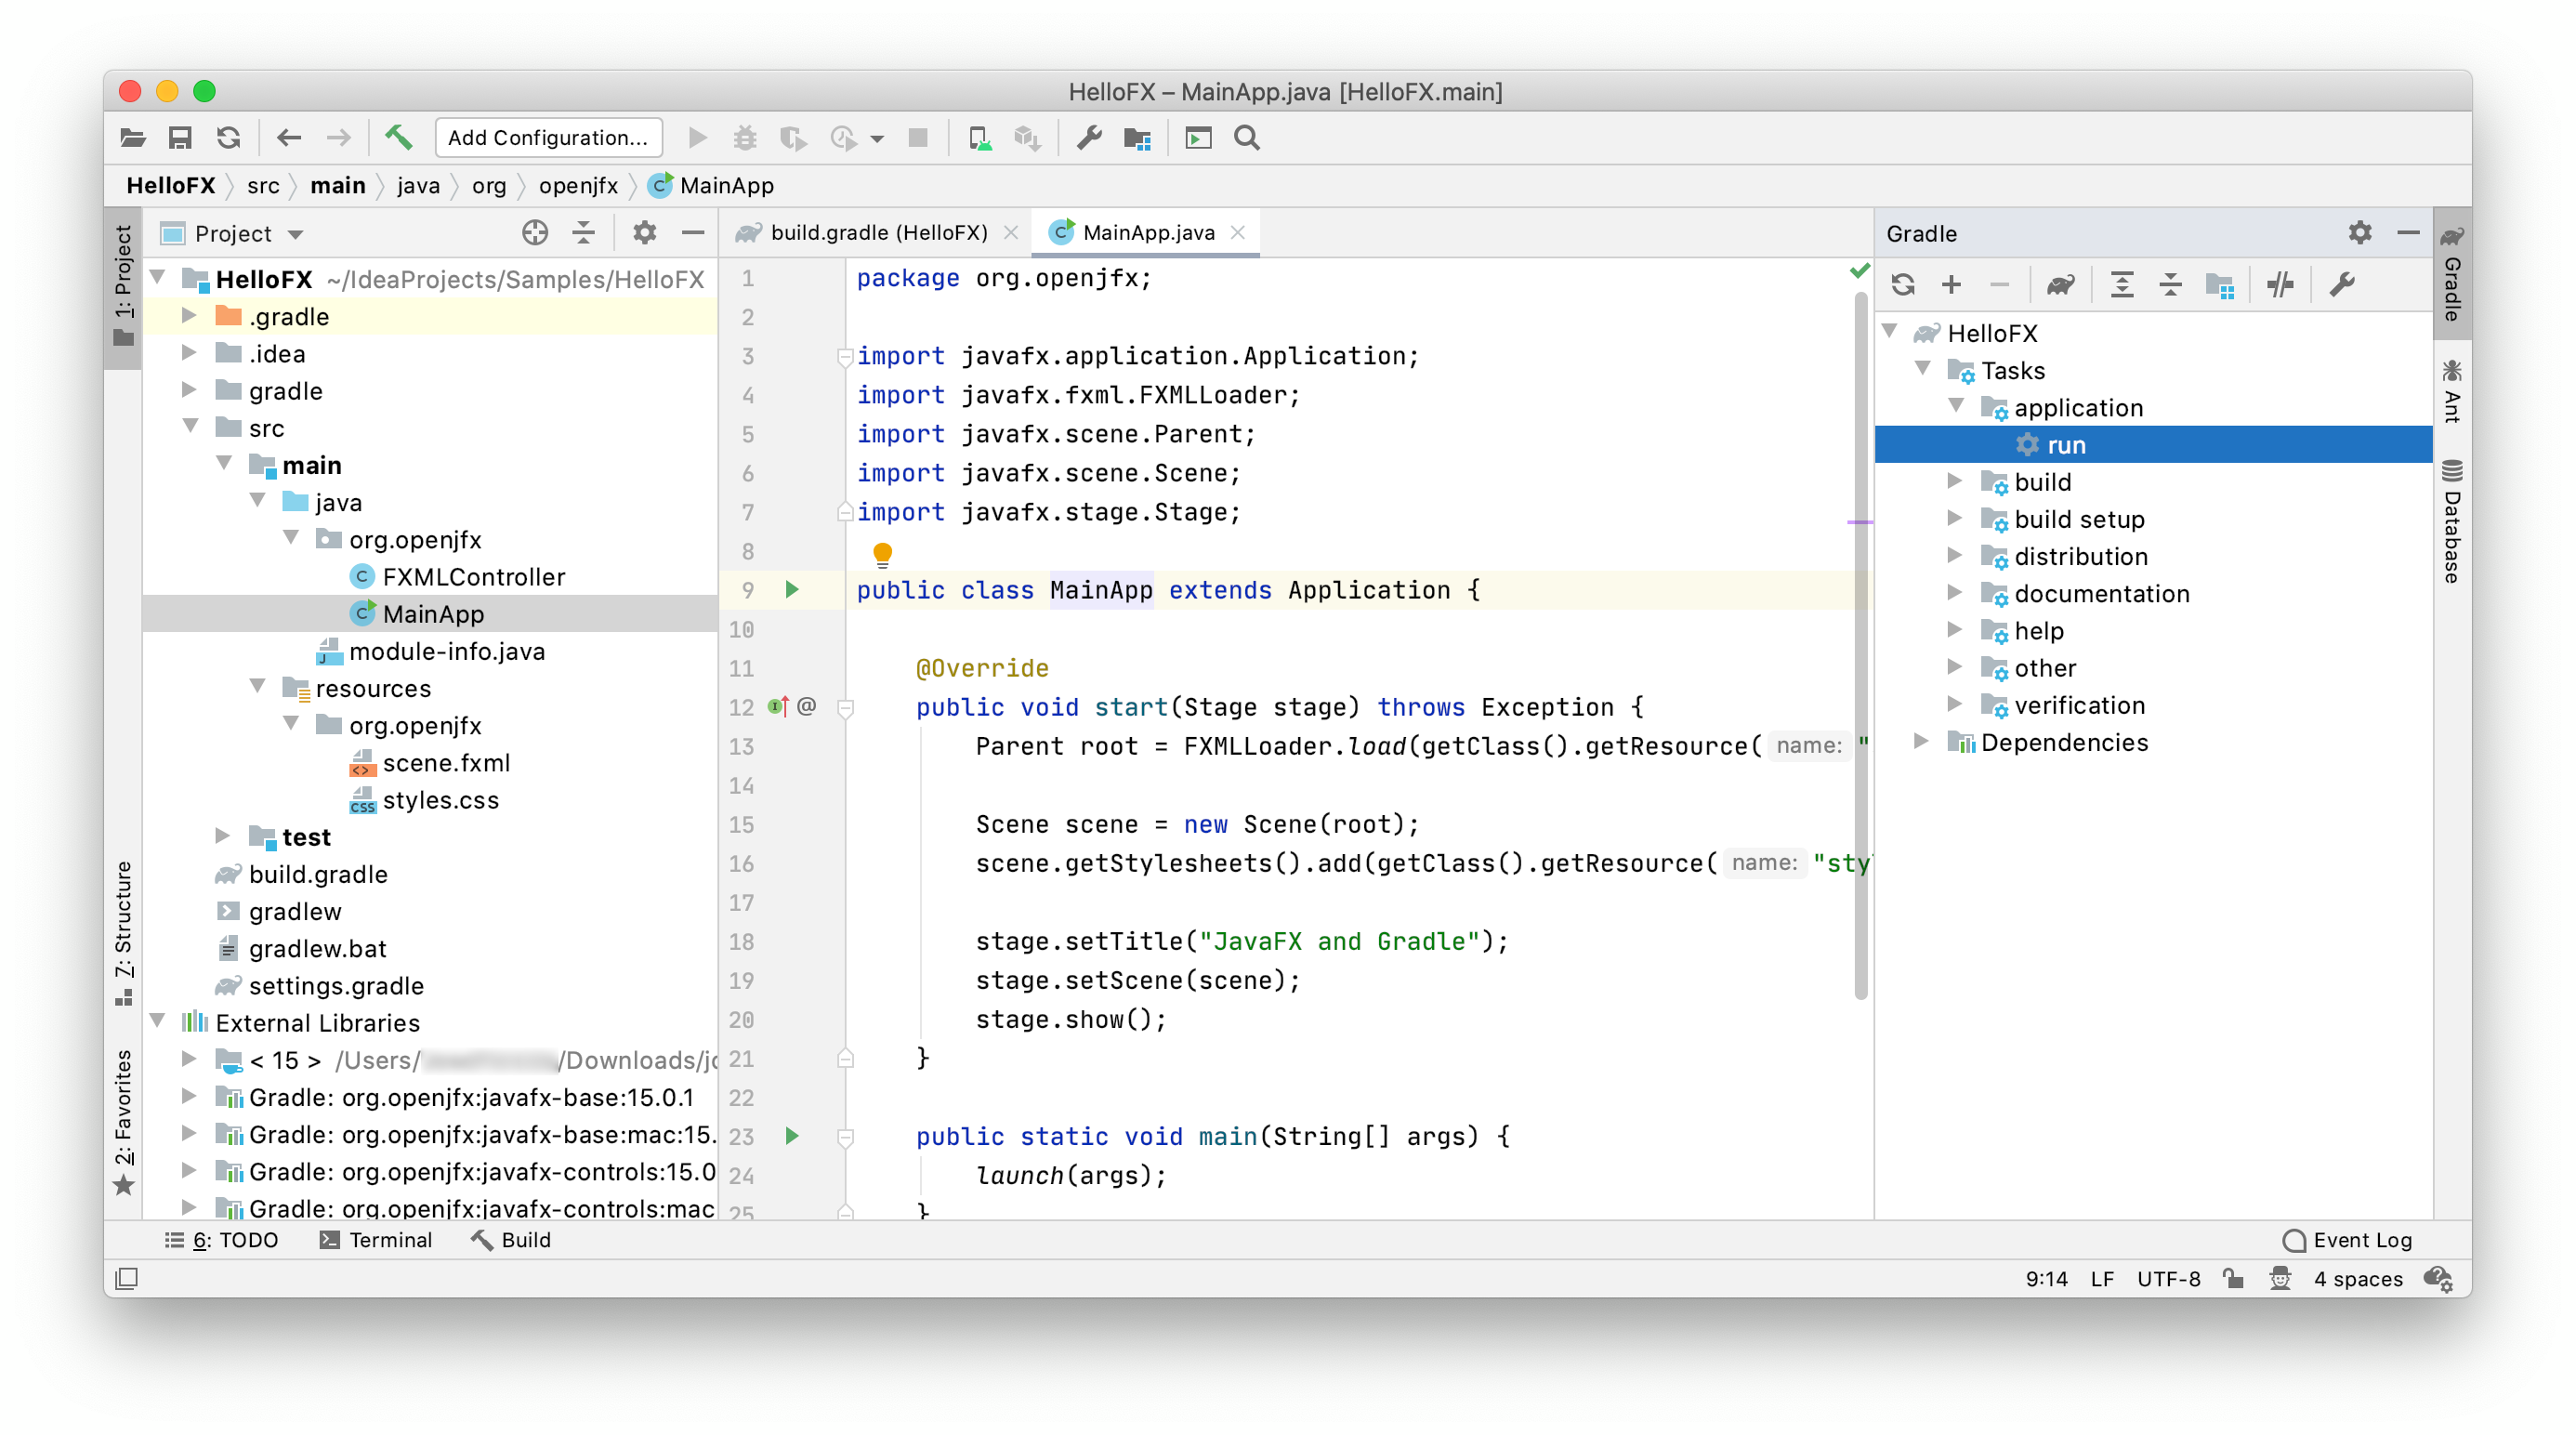 HelloFX – MainApp.java [HelloFX.main]
Add Configuration...
HelloFX src main java org openjfx MainApp
1: Project
7: Structure
2: Favorites
Project
HelloFX ~/IdeaProjects/Samples/HelloFX
.gradle
.idea
gradle
src
main
java
org.openjfx
FXMLController
MainApp
module-info.java
resources
org.openjfx
scene.fxml
styles.css
test
build.gradle
gradlew
gradlew.bat
settings.gradle
External Libraries
< 15 > /Users/ /Downloads/jd
Gradle: org.openjfx:javafx-base:15.0.1
Gradle: org.openjfx:javafx-base:mac:15.
Gradle: org.openjfx:javafx-controls:15.0
Gradle: org.openjfx:javafx-controls:mac
build.gradle (HelloFX) MainApp.java
1 package org.openjfx;
2
3 import javafx.application.Application;
4 import javafx.fxml.FXMLLoader;
5 import javafx.scene.Parent;
6 import javafx.scene.Scene;
7 import javafx.stage.Stage;
8
9 public class MainApp extends Application {
10
11 @Override
12 @ public void start(Stage stage) throws Exception {
13 Parent root = FXMLLoader.load(getClass().getResource( name: "
14
15 Scene scene = new Scene(root);
16 scene.getStylesheets().add(getClass().getResource( name: "sty
17
18 stage.setTitle("JavaFX and Gradle");
19 stage.setScene(scene);
20 stage.show();
21 }
22
23 public static void main(String[] args) {
24 launch(args);
25 }
Gradle
HelloFX
Tasks
application
run
build
build setup
distribution
documentation
help
other
verification
Dependencies
Gradle
Ant
Database
6: TODO Terminal Build Event Log
9:14 LF UTF-8 4 spaces